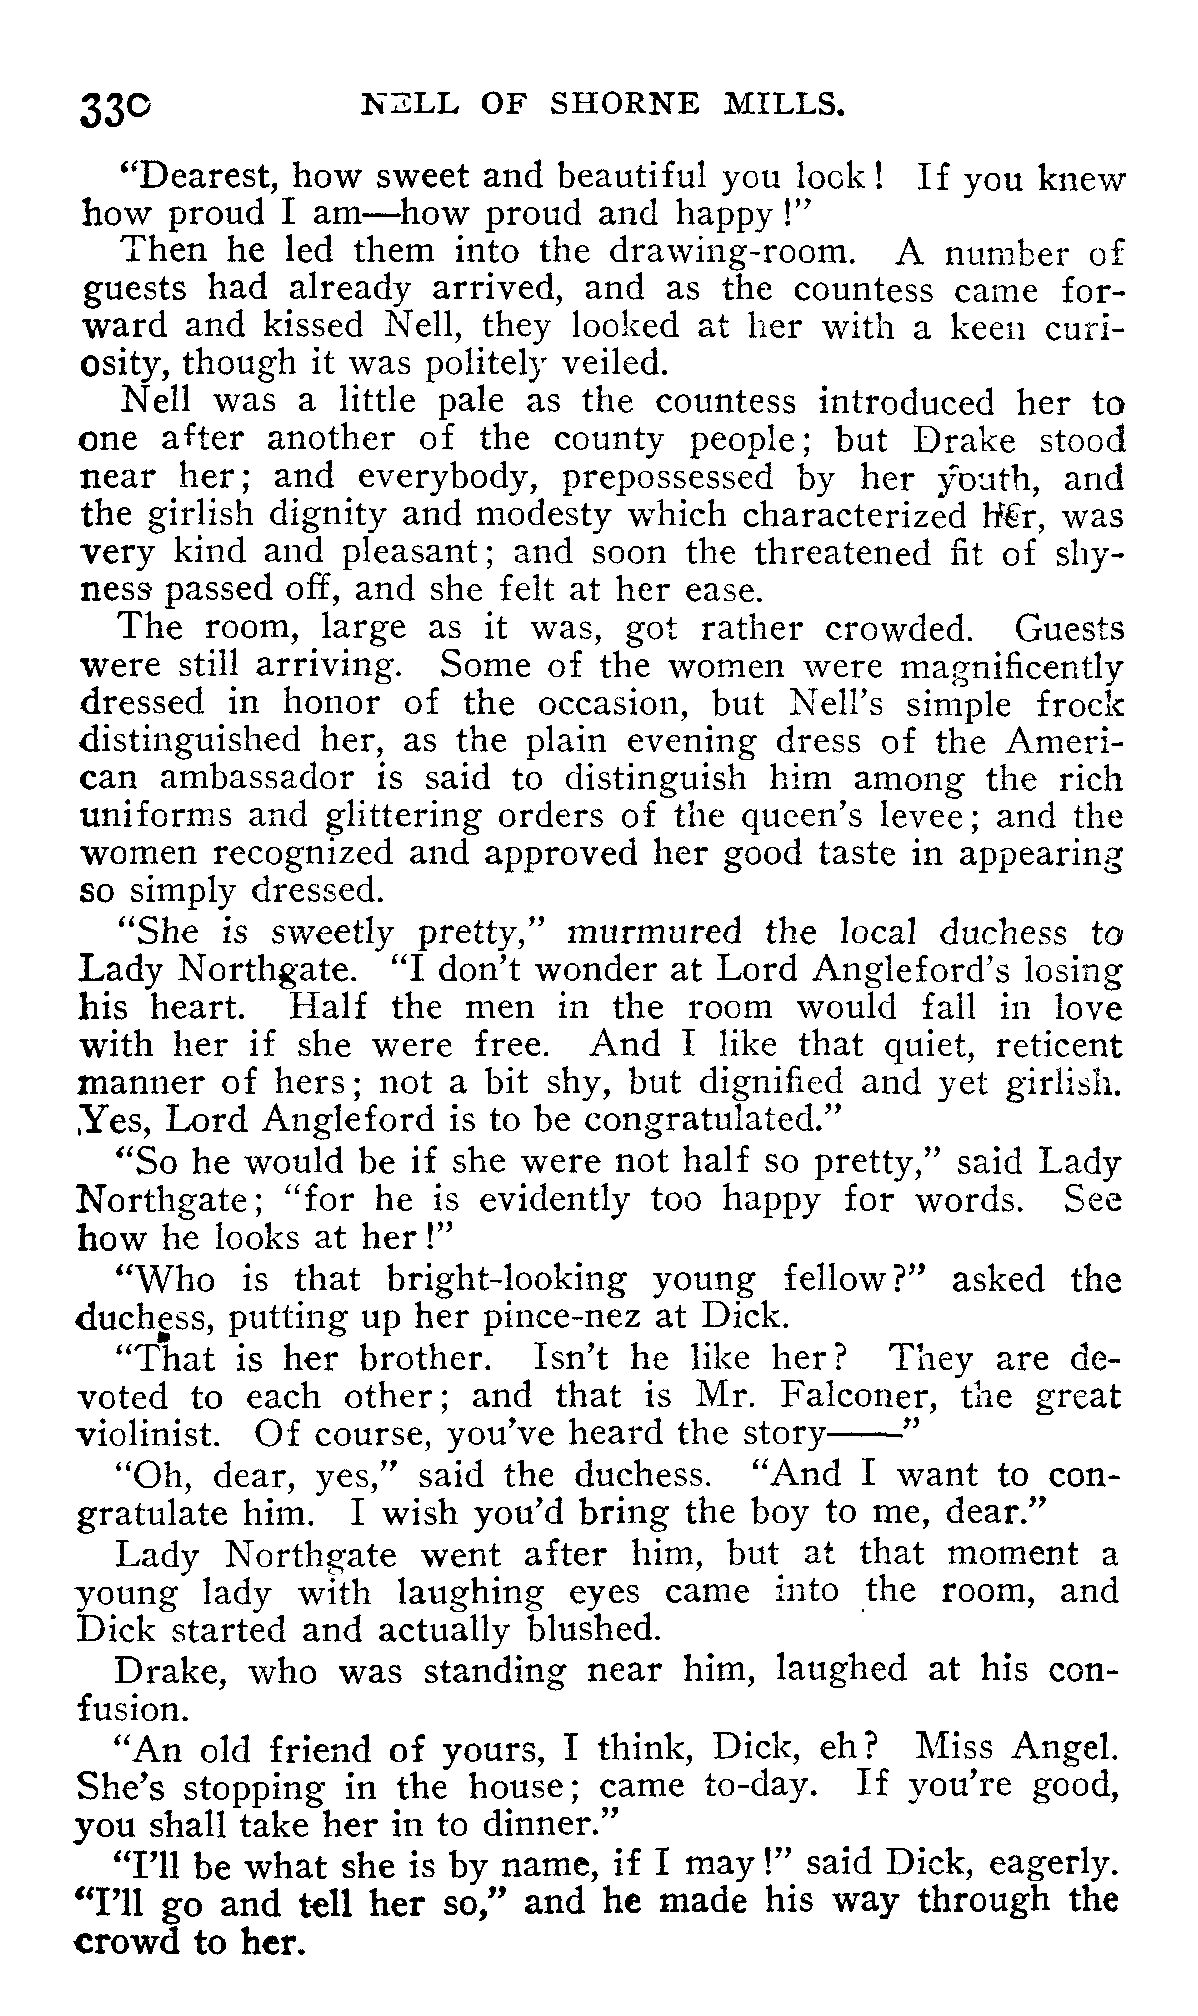 330 NELL OF SHORNE MILLS.
“Dearest, how sweet and beautiful you look! If you knew
how proud I am—how proud and happy!”
Then he led them into the drawing-room. A number of
guests had already arrived, and as the countess came for-
ward and kissed Nell, they looked at her with a keen curi-
osity, though it was politely veiled.
Nell was a little pale as the countess introduced her to
one after another of the county people; but Drake stood
near her; and everybody, prepossessed by her youth, and
the girlish dignity and modesty which characterized her, was
very kind and pleasant; and soon the threatened fit of shy-
ness passed off, and she felt at her ease.
The room, large as it was, got rather crowded. Guests
were still arriving. Some of the women were magnificently
dressed in honor of the occasion, but Nell’s simple frock
distinguished her, as the plain evening dress of the Ameri-
can ambassador is said to distinguish him among the rich
uniforms and glittering orders of the queen’s levee; and the
women recognized and approved her good taste in appearing
so simply dressed.
“She is sweetly pretty,” murmured the local duchess to
Lady Northgate. “I don’t wonder at Lord Angleford’s losing
his heart. Half the men in the room would fall in love
with her if she were free. And I like that quiet, reticent
manner of hers; not a bit shy, but dignified and yet girlish.
Yes, Lord Angleford is to be congratulated.”
“So he would be if she were not half so pretty,” said Lady
Northgate; “for he is evidently too happy for words. See
how he looks at her!”
“Who is that bright-looking young fellow?” asked the
duchess, putting up her pince-nez at Dick.
“That is her brother. Isn’t he like her? They are de-
voted to each other; and that is Mr. Falconer, the great
violinist. Of course, you’ve heard the story——”
“Oh, dear, yes,” said the duchess. “And I want to con-
gratulate him. I wish you’d bring the boy to me, dear.”
Lady Northgate went after him, but at that moment a
young lady with laughing eyes came into the room, and
Dick started and actually blushed.
Drake, who was standing near him, laughed at his con-
fusion.
“An old friend of yours, I think, Dick, eh? Miss Angel.
She’s stopping in the house; came to-day. If you’re good,
you shall take her in to dinner.”
“I’ll be what she is by name, if I may!” said Dick, eagerly.
“I’ll go and tell her so,” and he made his way through the
crowd to her.